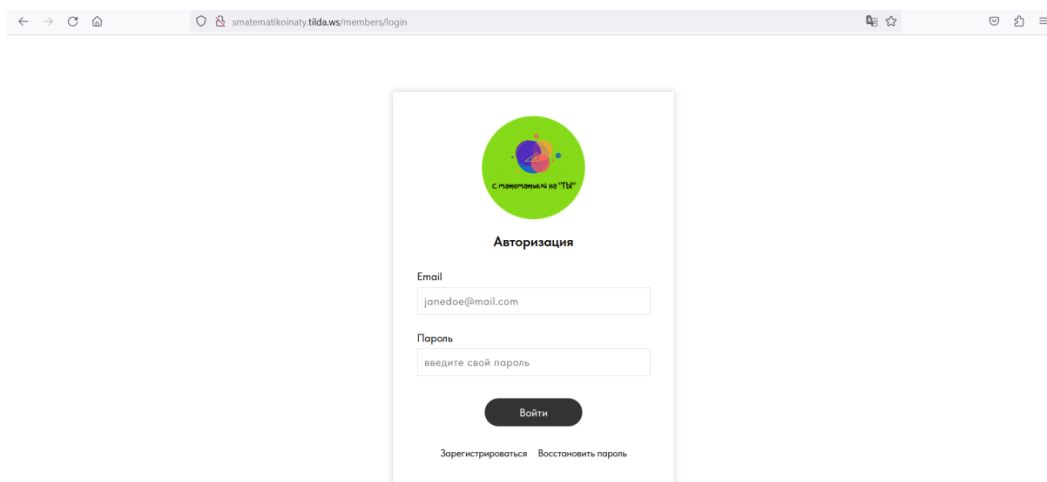 smatematikoinaty.tilda.ws/members/login
с математикой на "ТЫ"
Авторизация
Email
janedoe@mail.com
Пароль
введите свой пароль
Войти
Зарегистрироваться Восстановить пароль